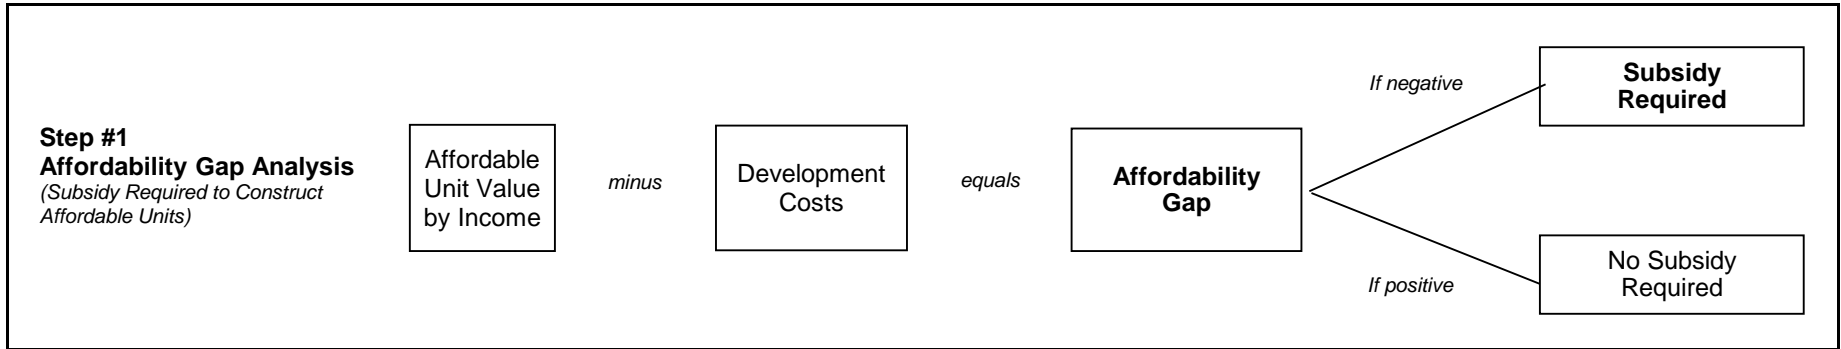 Step #1
Affordability Gap Analysis
(Subsidy Required to Construct
Affordable Units)
Affordable
Unit Value
by Income
minus
Development
Costs
equals
Affordability
Gap
If negative
Subsidy
Required
If positive
No Subsidy
Required